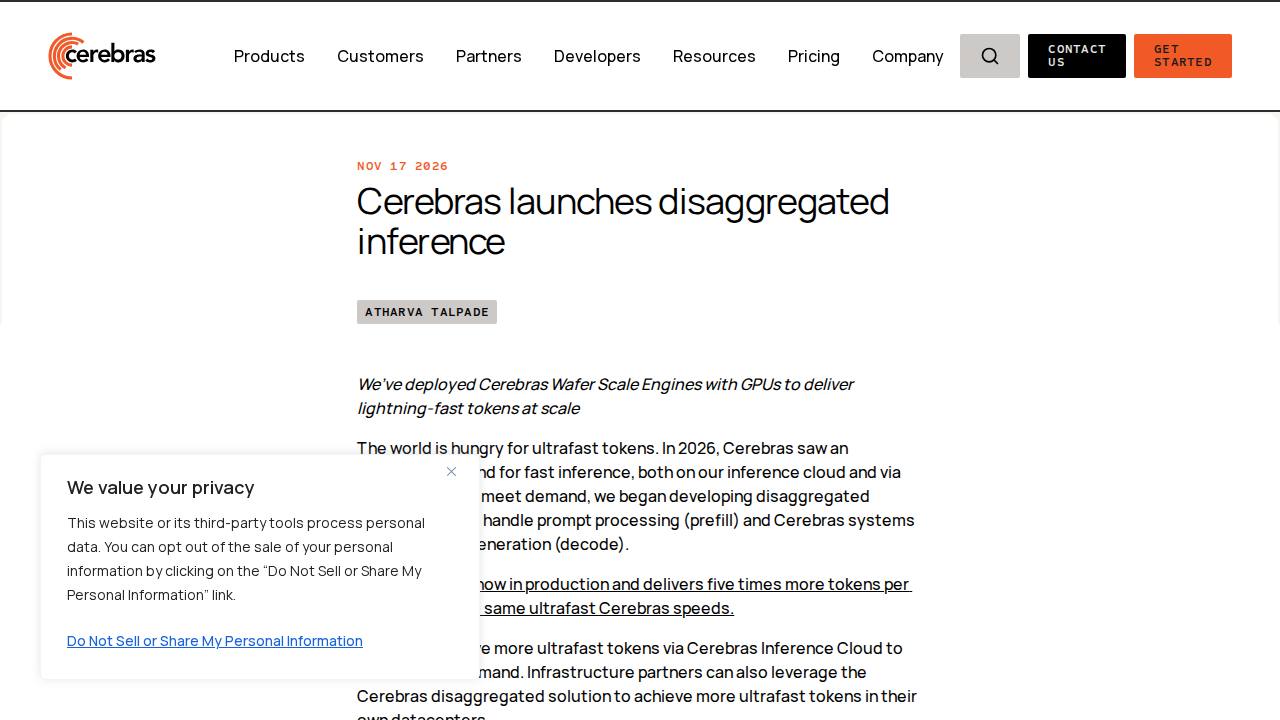 cerebras
Products
Customers
Partners
Developers
Resources
Pricing
Company
CONTACT
US
GET
STARTED
NOV 17 2026
Cerebras launches disaggregated
inference
ATHARVA TALPADE
We've deployed Cerebras Wafer Scale Engines with GPUs to deliver
lightning-fast tokens at scale
The world is hungry for ultrafast tokens. In 2026, Cerebras saw an
nd for fast inference, both on our inference cloud and via
meet demand, we began developing disaggregated
handle prompt processing (prefill) and Cerebras systems
eneration (decode).
now in production and delivers five times more tokens per
same ultrafast Cerebras speeds.
e more ultrafast tokens via Cerebras Inference Cloud to
mand. Infrastructure partners can also leverage the
Cerebras disaggregated solution to achieve more ultrafast tokens in their
own datacenters.
We value your privacy
This website or its third-party tools process personal
data. You can opt out of the sale of your personal
information by clicking on the “Do Not Sell or Share My
Personal Information” link.
Do Not Sell or Share My Personal Information